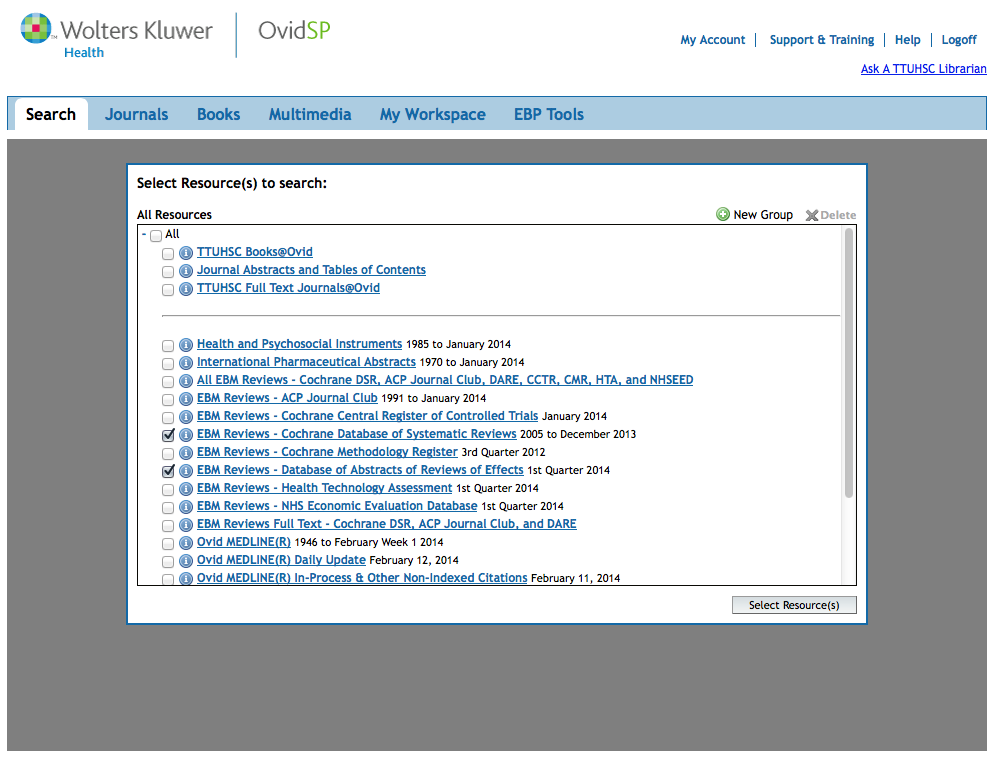 Wolters Kluwer
Health
OvidSP
My Account | Support & Training | Help | Logoff
Ask A TTUHSC Librarian
Search Journals Books Multimedia My Workspace EBP Tools
Select Resource(s) to search:
All Resources
New Group Delete
- All
TTUHSC Books@Ovid
Journal Abstracts and Tables of Contents
TTUHSC Full Text Journals@Ovid
Health and Psychosocial Instruments 1985 to January 2014
International Pharmaceutical Abstracts 1970 to January 2014
All EBM Reviews - Cochrane DSR, ACP Journal Club, DARE, CCTR, CMR, HTA, and NHSEED
EBM Reviews - ACP Journal Club 1991 to January 2014
EBM Reviews - Cochrane Central Register of Controlled Trials January 2014
EBM Reviews - Cochrane Database of Systematic Reviews 2005 to December 2013
EBM Reviews - Cochrane Methodology Register 3rd Quarter 2012
EBM Reviews - Database of Abstracts of Reviews of Effects 1st Quarter 2014
EBM Reviews - Health Technology Assessment 1st Quarter 2014
EBM Reviews - NHS Economic Evaluation Database 1st Quarter 2014
EBM Reviews Full Text - Cochrane DSR, ACP Journal Club, and DARE
Ovid MEDLINE(R) 1946 to February Week 1 2014
Ovid MEDLINE(R) Daily Update February 12, 2014
Ovid MEDLINE(R) In-Process & Other Non-Indexed Citations February 11, 2014
Select Resource(s)